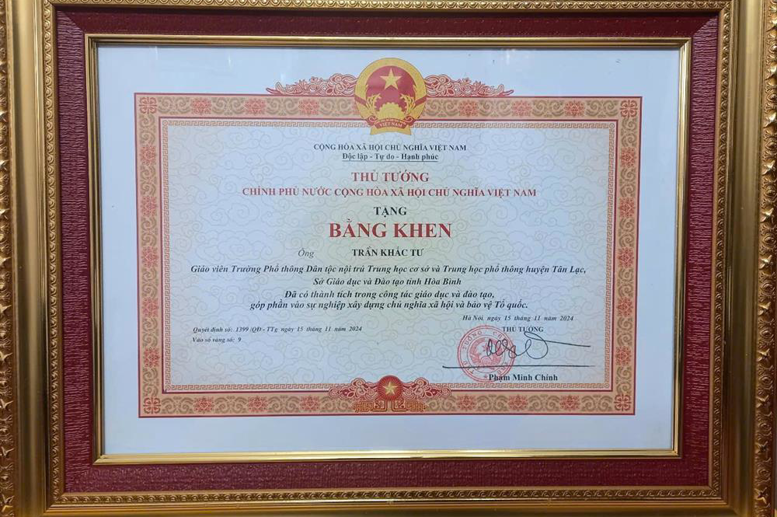 CỘNG HÒA XÃ HỘI CHỦ NGHĨA VIỆT NAM
Độc lập - Tự do - Hạnh phúc
THỦ TƯỚNG
CHÍNH PHỦ NƯỚC CỘNG HÒA XÃ HỘI CHỦ NGHĨA VIỆT NAM
TẶNG
BẰNG KHEN
Ông TRẦN KHẮC TƯ
Giáo viên Trường Phổ thông Dân tộc nội trú Trung học cơ sở và Trung học phổ thông huyện Tân Lạc,
Sở Giáo dục và Đào tạo tỉnh Hòa Bình
Đã có thành tích trong công tác giáo dục và đào tạo,
góp phần vào sự nghiệp xây dựng chủ nghĩa xã hội và bảo vệ Tổ quốc.
Hà Nội, ngày 15 tháng 11 năm 2024
Quyết định số: 1399 /QĐ - TTg, ngày 15 tháng 11 năm 2024
THỦ TƯỚNG
Vào sổ vàng số: 9
Phạm Minh Chính